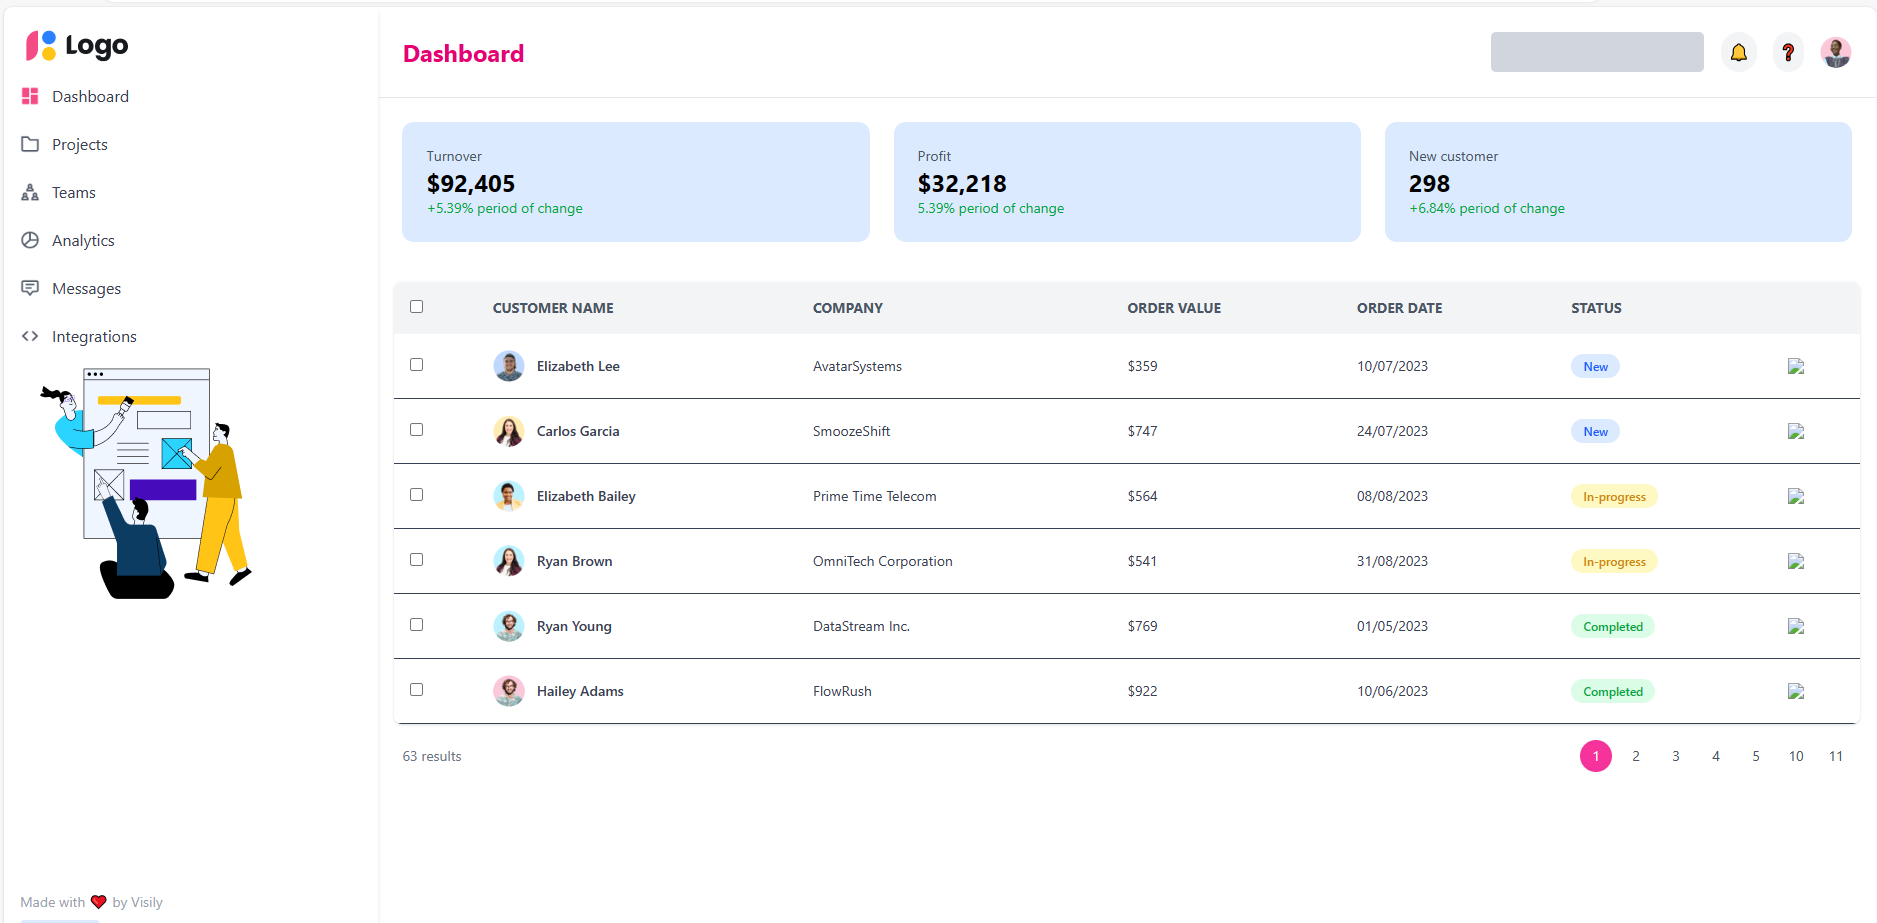 Logo
Dashboard
Projects
Teams
Analytics
Messages
Integrations
Made with ❤ by Visily
Dashboard
Turnover
$92,405
+5.39% period of change
Profit
$32,218
5.39% period of change
New customer
298
+6.84% period of change
CUSTOMER NAME COMPANY ORDER VALUE ORDER DATE STATUS
Elizabeth Lee AvatarSystems $359 10/07/2023 New
Carlos Garcia SmoozeShift $747 24/07/2023 New
Elizabeth Bailey Prime Time Telecom $564 08/08/2023 In-progress
Ryan Brown OmniTech Corporation $541 31/08/2023 In-progress
Ryan Young DataStream Inc. $769 01/05/2023 Completed
Hailey Adams FlowRush $922 10/06/2023 Completed
63 results 1 2 3 4 5 10 11